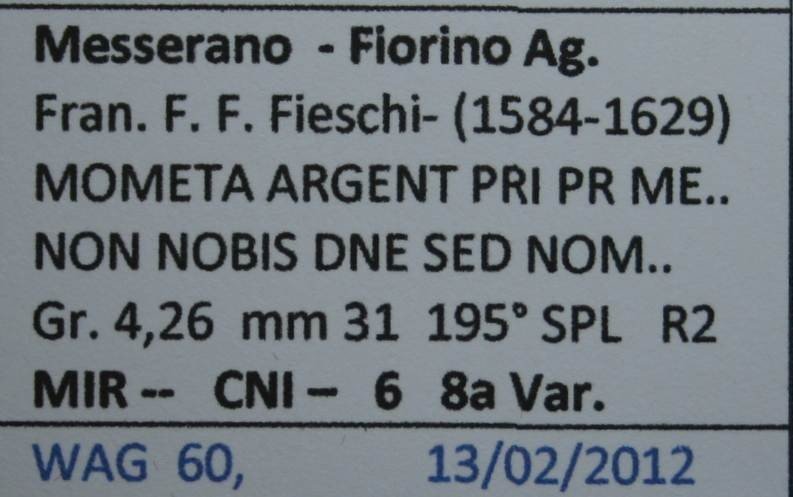 Messerano - Fiorino Ag.
Fran. F. F. Fieschi- (1584-1629)
MOMETA ARGENT PRI PR ME..
NON NOBIS DNE SED NOM..
Gr. 4,26 mm 31 195° SPL R2
MIR -- CNI – 6 8a Var.
WAG 60, 13/02/2012